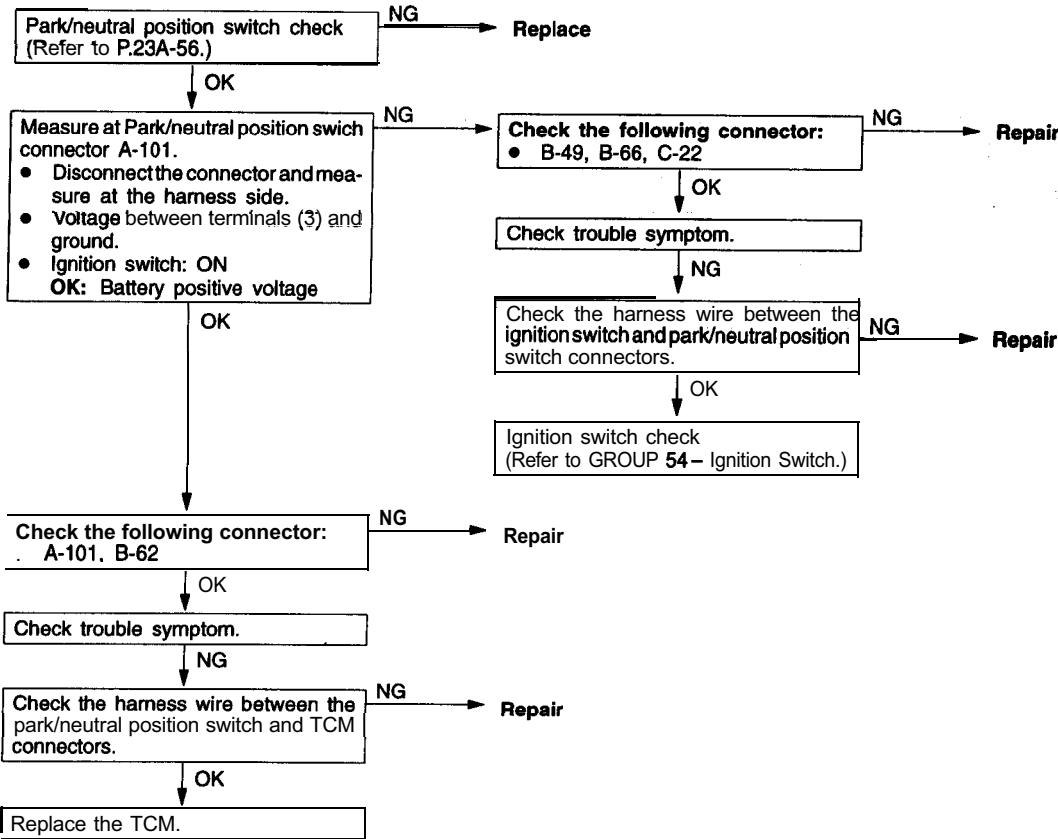 Park/neutral position switch check
(Refer to P.23A-56.)
NG
Replace
OK
Measure at Park/neutral position swich
connector A-101.
● Disconnect the connector and mea-
sure at the harness side.
● Voltage between terminals (3) and
ground.
● Ignition switch: ON
OK: Battery positive voltage
NG
Check the following connector:
● B-49, B-66, C-22
NG
Repair
OK
Check trouble symptom.
NG
Check the harness wire between the
ignition switch and park/neutral position
switch connectors.
NG
Repair
OK
Ignition switch check
(Refer to GROUP 54 – Ignition Switch.)
OK
Check the following connector:
. A-101. B-62
NG
Repair
OK
Check trouble symptom.
NG
Check the harness wire between the
park/neutral position switch and TCM
connectors.
NG
Repair
OK
Replace the TCM.